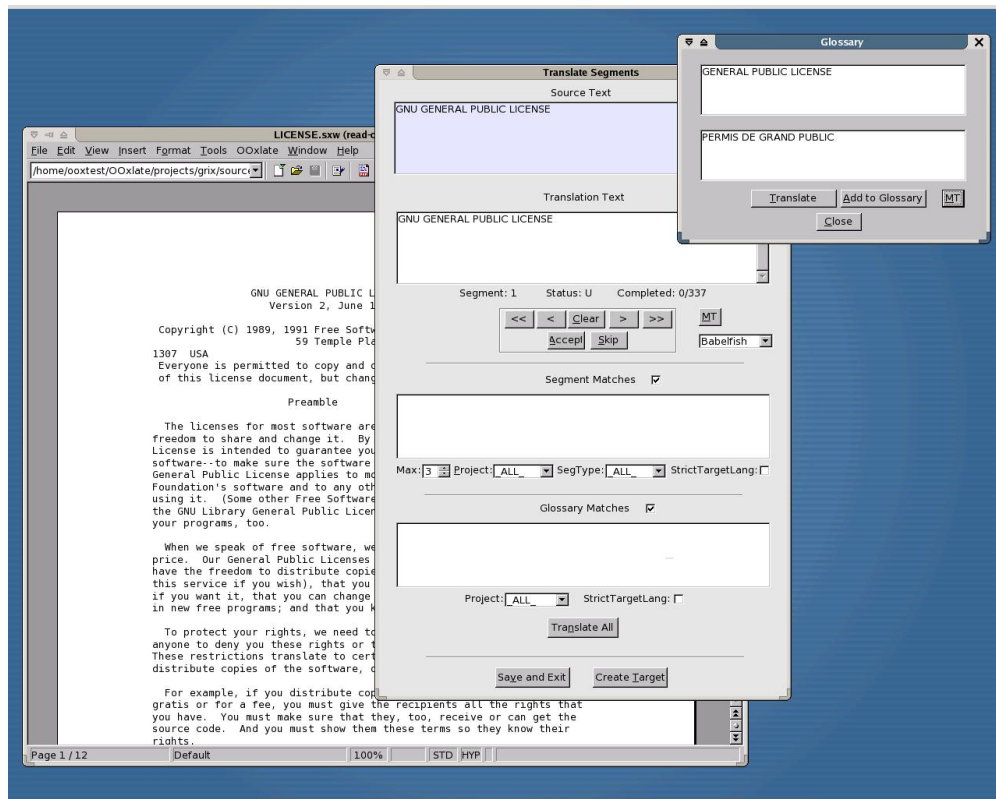 Glossary
GENERAL PUBLIC LICENSE
PERMIS DE GRAND PUBLIC
Translate Add to Glossary MT
Close
Translate Segments
Source Text
GNU GENERAL PUBLIC LICENSE
Translation Text
GNU GENERAL PUBLIC LICENSE
Segment: 1 Status: U Completed: 0/337
<< < Clear > >> MT
Accept Skip Babelfish
Segment Matches
Max: 3 Project: _ALL_ SegType: _ALL_ StrictTargetLang:
Glossary Matches
Project: _ALL_ StrictTargetLang:
Translate All
Save and Exit Create Target
LICENSE.sxw (read-
File Edit View Insert Format Tools OOxlate Window Help
/home/ooxtest/OOxlate/projects/grix/sourc
GNU GENERAL PUBLIC L
Version 2, June 1
Copyright (C) 1989, 1991 Free Softw
59 Temple Pla
1307 USA
Everyone is permitted to copy and
of this license document, but chang
Preamble
The licenses for most software are
freedom to share and change it. By
License is intended to guarantee you
software--to make sure the software
General Public License applies to mo
Foundation's software and to any oth
using it. (Some other Free Software
the GNU Library General Public Licen
your programs, too.
When we speak of free software, we
price. Our General Public Licenses
have the freedom to distribute copie
this service if you wish), that you
if you want it, that you can change
in new free programs; and that you k
To protect your rights, we need to
anyone to deny you these rights or t
These restrictions translate to cert
distribute copies of the software,
For example, if you distribute cop
gratis or for a fee, you must give the recipients all the rights that
you have. You must make sure that they, too, receive or can get the
source code. And you must show them these terms so they know their
rights.
Page 1 / 12 Default 100% STD HYP